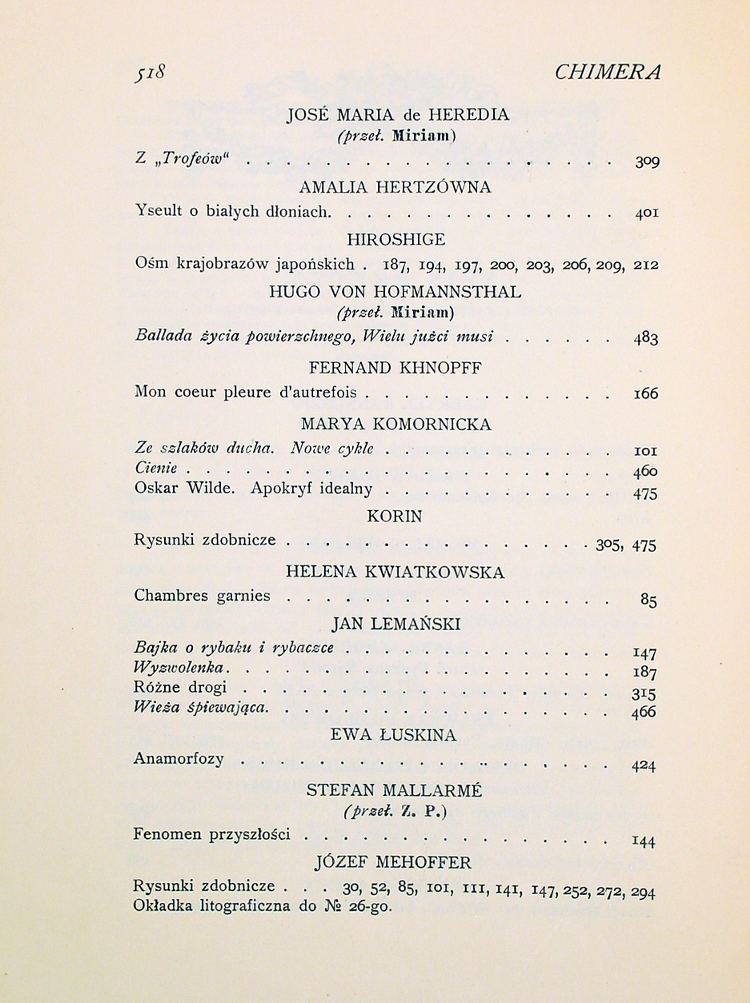 518 CHIMERA
JOSÉ MARIA de HEREDIA
(przeł. Miriam)
Z „Trofeów" . . . . . . . . . . . . . . . . . . . 309
AMALIA HERTZÓWNA
Yseult o białych dłoniach. . . . . . . . . . . . . . . 401
HIROSHIGE
Ośm krajobrazów japońskich . 187, 194, 197, 200, 203, 206, 209, 212
HUGO VON HOFMANNSTHAL
(przeł. Miriam)
Ballada życia powierzchnego, Wielu juści musi . . . . . . 483
FERNAND KHNOPFF
Mon coeur pleure d'autrefois . . . . . . . . . . . . . 166
MARYA KOMORNICKA
Ze szlaków ducha. Nowe cykle . . . . . . . . . . . . 101
Cienie . . . . . . . . . . . . . . . . . . . . . . 460
Oskar Wilde. Apokryf idealny . . . . . . . . . . . . 475
KORIN
Rysunki zdobnicze . . . . . . . . . . . . . . . . 305, 475
HELENA KWIATKOWSKA
Chambres garnies . . . . . . . . . . . . . . . . . 85
JAN LEMAŃSKI
Bajka o rybaku i rybaczce . . . . . . . . . . . . . . 147
Wyzwolenka. . . . . . . . . . . . . . . . . . . . 187
Różne drogi . . . . . . . . . . . . . . . . . . . 315
Wieża śpiewająca. . . . . . . . . . . . . . . . . . 466
EWA ŁUSKINA
Anamorfozy . . . . . . . . . . . . . . . . . . . 424
STEFAN MALLARMÉ
(przeł. Z. P.)
Fenomen przyszłości . . . . . . . . . . . . . . . . 144
JÓZEF MEHOFFER
Rysunki zdobnicze . . . 30, 52, 85, 101, 111, 141, 147, 252, 272, 294
Okładka litograficzna do № 26-go.